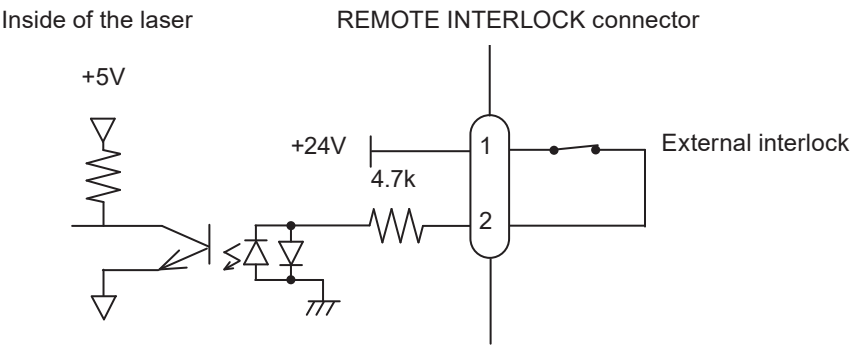 Inside of the laser
REMOTE INTERLOCK connector
+5V
+24V
1
External interlock
4.7k
2